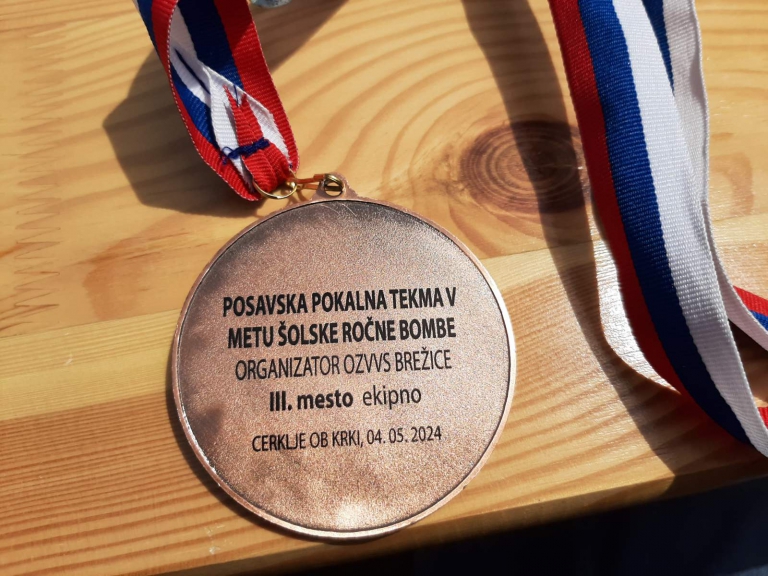 POSAVSKA POKALNA TEKMA V
METU ŠOLSKE ROČNE BOMBE
ORGANIZATOR OZVVS BREŽICE
III. mesto ekipno
CERKLJE OB KRKI, 04. 05. 2024